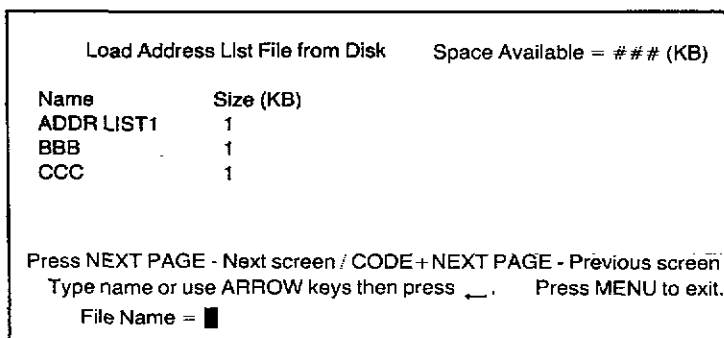 Load Address List File from Disk Space Available = ### (KB)
Name Size (KB)
ADDR LIST1 1
BBB 1
CCC 1
Press NEXT PAGE - Next screen / CODE+NEXT PAGE - Previous screen
Type name or use ARROW keys then press ←. Press MENU to exit.
File Name =